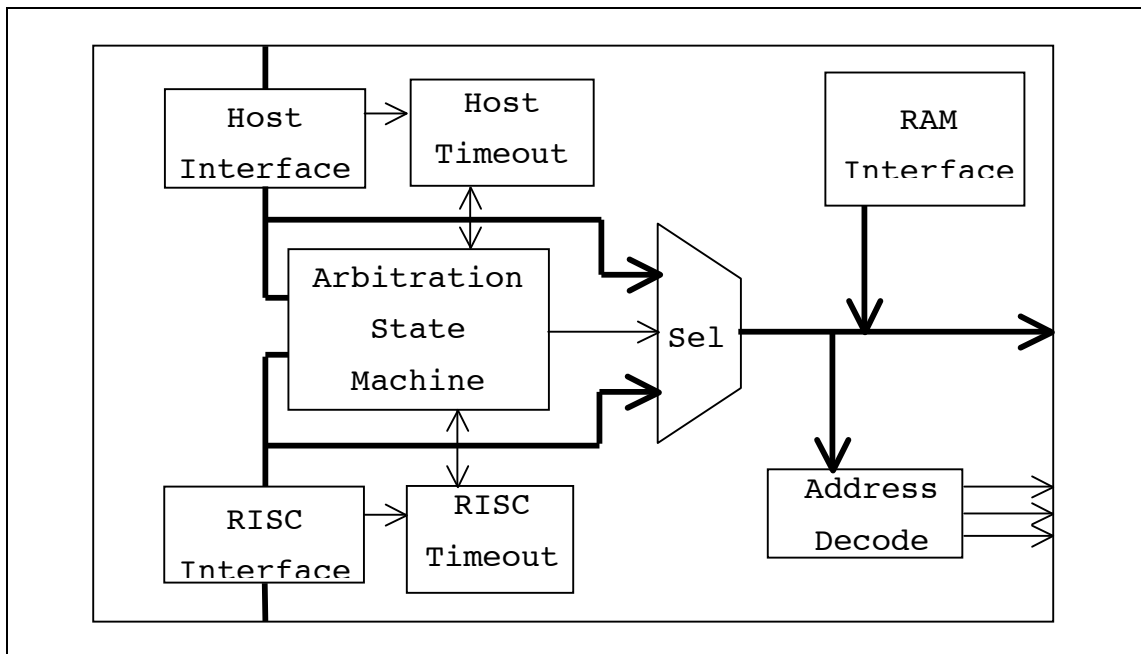 Host
Interface
Host
Timeout
RAM
Interface
Arbitration
State
Machine
Sel
RISC
Interface
RISC
Timeout
Address
Decode